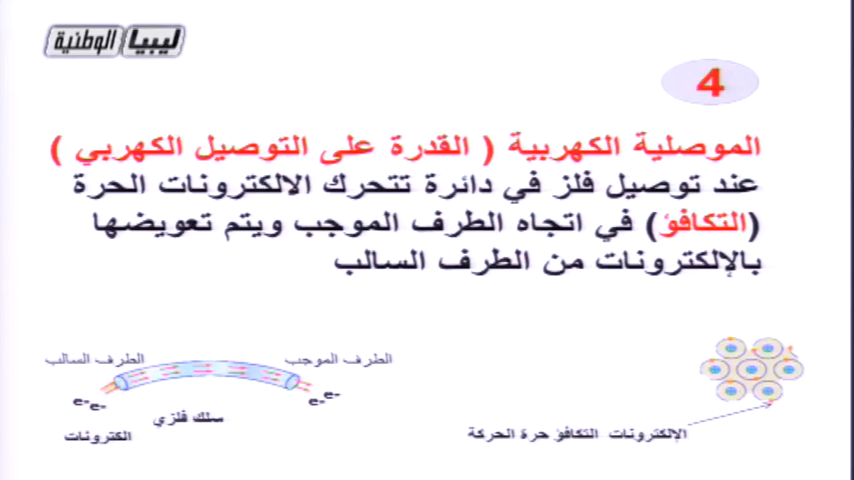 ليبيا الوطنية
4
الموصلية الكهربية ( القدرة على التوصيل الكهربي )
عند توصيل فلز في دائرة تتحرك الالكترونات الحرة
(التكافؤ) في اتجاه الطرف الموجب ويتم تعويضها
بالإلكترونات من الطرف السالب
الطرف الموجب
الطرف السالب
e-
e-
e-
e-
سلك فلزي
الكترونات
الإلكترونات التكافؤ حرة الحركة